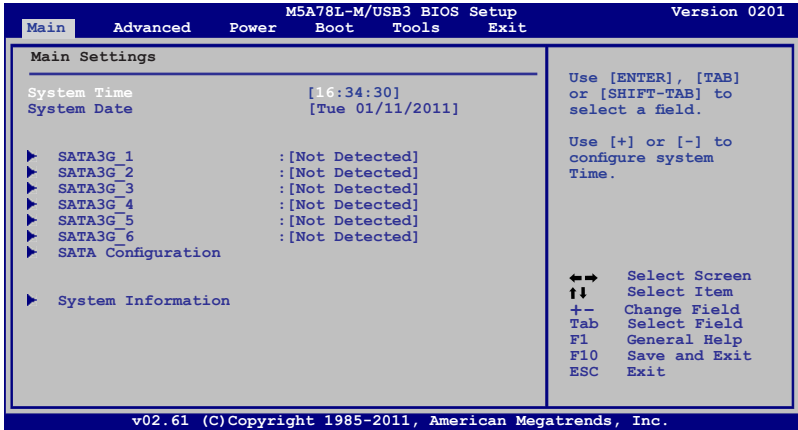 M5A78L-M/USB3 BIOS Setup Version 0201
Main Advanced Power Boot Tools Exit
Main Settings
System Time [16:34:30]
System Date [Tue 01/11/2011]
SATA3G_1 :[Not Detected]
SATA3G_2 :[Not Detected]
SATA3G_3 :[Not Detected]
SATA3G_4 :[Not Detected]
SATA3G_5 :[Not Detected]
SATA3G_6 :[Not Detected]
SATA Configuration
System Information
Use [ENTER], [TAB]
or [SHIFT-TAB] to
select a field.
Use [+] or [-] to
configure system
Time.
←→ Select Screen
↑↓ Select Item
+- Change Field
Tab Select Field
F1 General Help
F10 Save and Exit
ESC Exit
v02.61 (C)Copyright 1985-2011, American Megatrends, Inc.